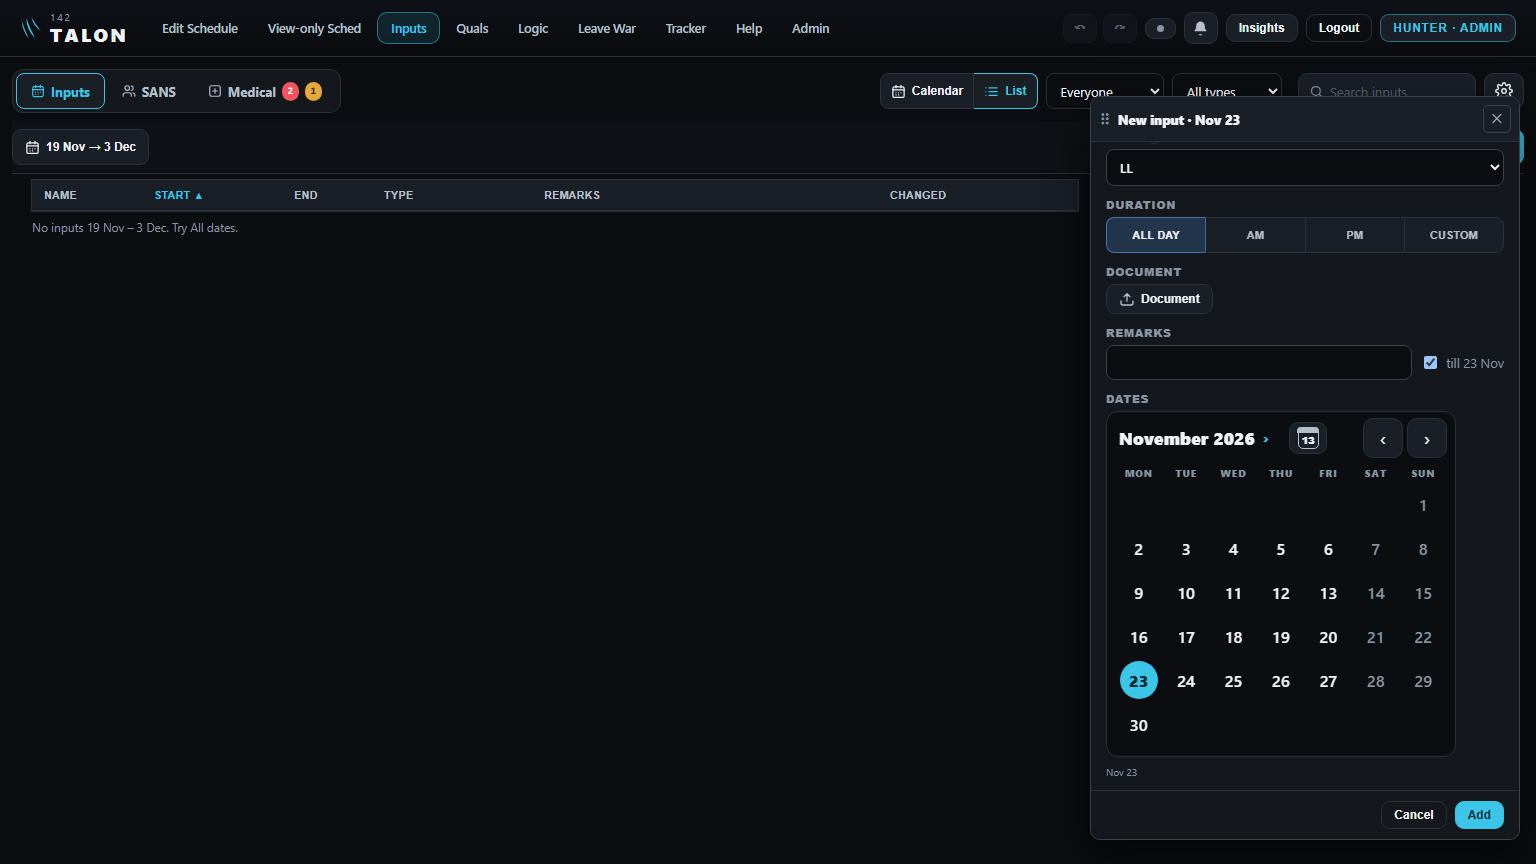 142
TALON
Edit Schedule
View-only Sched
Inputs
Quals
Logic
Leave War
Tracker
Help
Admin
Insights
Logout
HUNTER · ADMIN
Inputs
SANS
Medical 2 1
Calendar
List
Everyone
All types
Search inputs
19 Nov → 3 Dec
NAME START ▲ END TYPE REMARKS CHANGED
No inputs 19 Nov – 3 Dec. Try All dates.
New input · Nov 23
LL
DURATION
ALL DAY AM PM CUSTOM
DOCUMENT
Document
REMARKS
till 23 Nov
DATES
November 2026 ›
13
‹ ›
MON TUE WED THU FRI SAT SUN
1
2 3 4 5 6 7 8
9 10 11 12 13 14 15
16 17 18 19 20 21 22
23 24 25 26 27 28 29
30
Nov 23
Cancel
Add